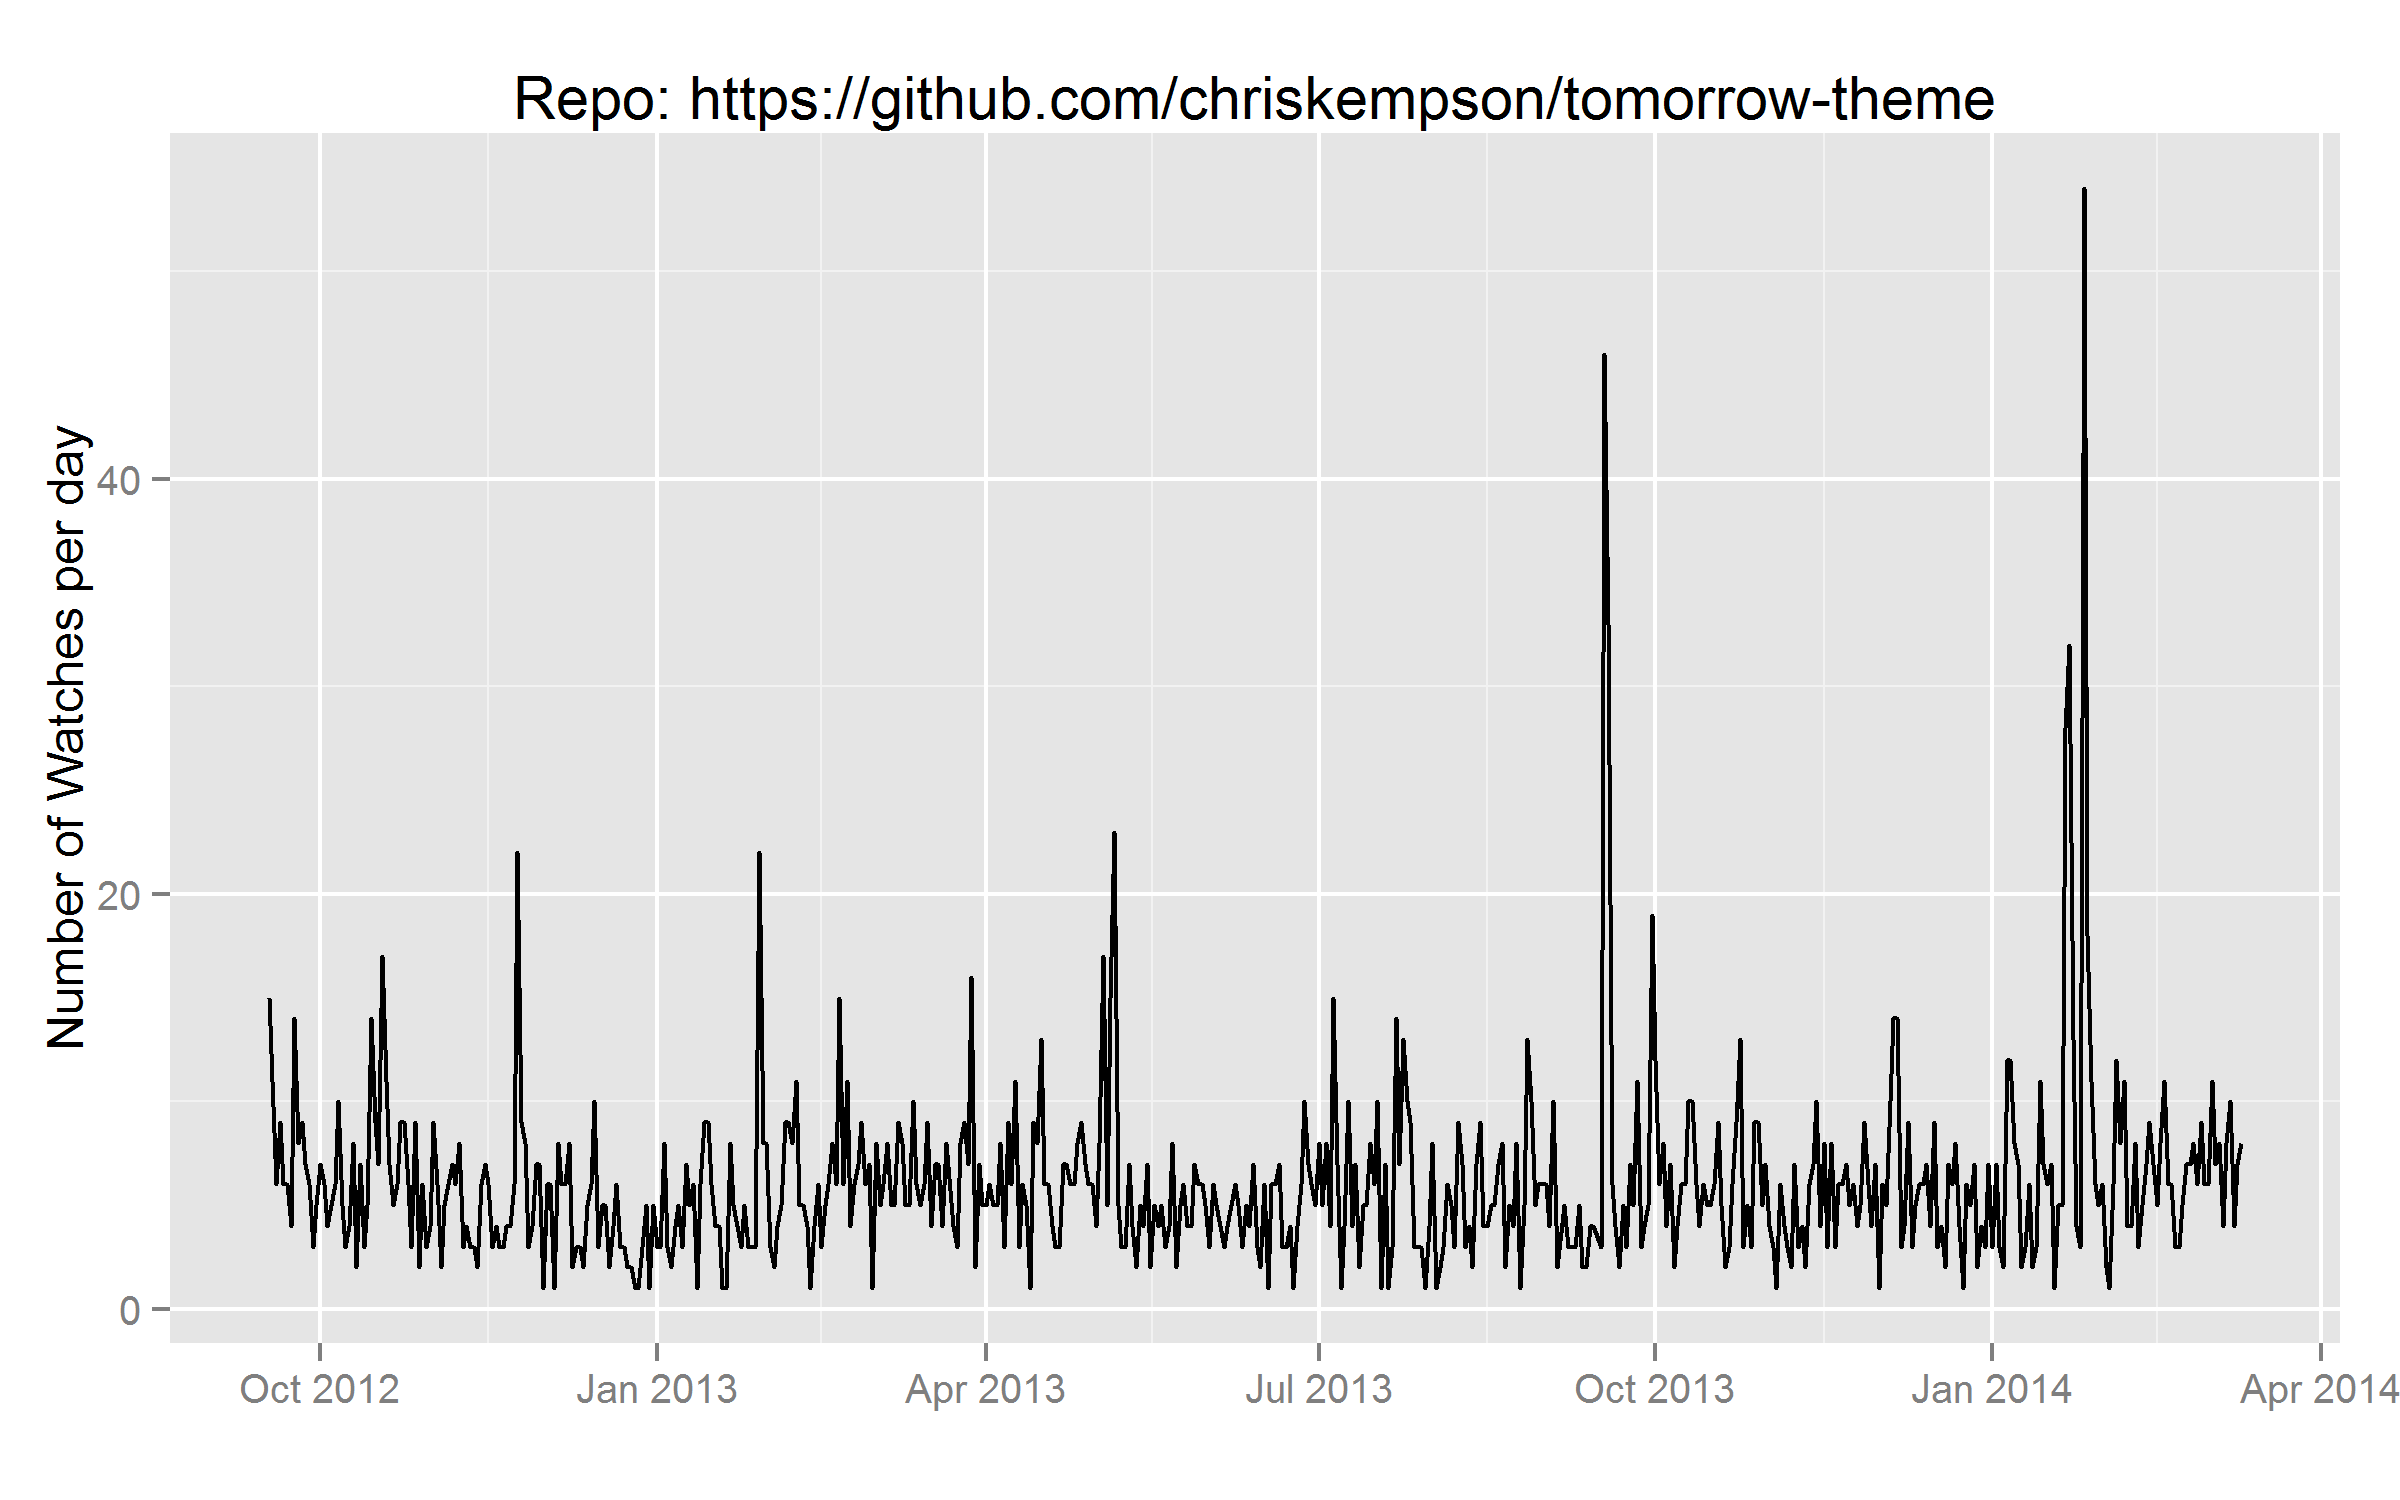 Repo: https://github.com/chriskempson/tomorrow-theme
Number of Watches per day
40
20
0
Oct 2012
Jan 2013
Apr 2013
Jul 2013
Oct 2013
Jan 2014
Apr 2014